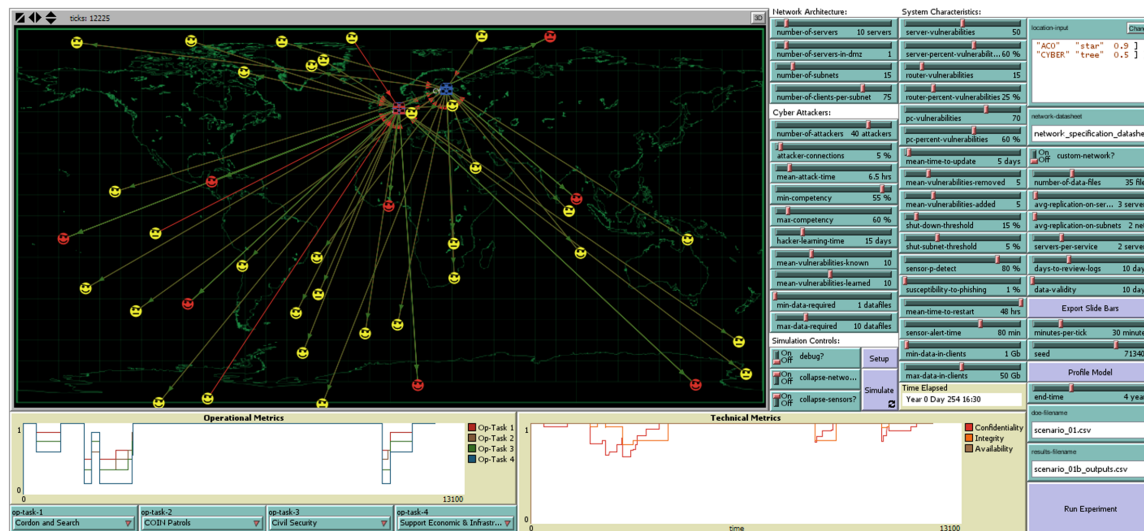 ticks: 12225
3D
Network Architecture:
number-of-servers 10 servers
number-of-servers-in-dmz 1
number-of-subnets 15
number-of-clients-per-subnet 75
Cyber Attackers:
number-of-attackers 40 attackers
attacker-connections 5 %
mean-attack-time 6.5 hrs
min-competency 55 %
max-competency 60 %
hacker-learning-time 15 days
mean-vulnerabilities-known 10
mean-vulnerabilities-learned 10
min-data-required 1 datafiles
max-data-required 10 datafiles
Simulation Controls:
On
Off
debug?
On
Off
collapse-netwo...
On
Off
collapse-sensors?
Setup
Simulate
System Characteristics:
server-vulnerabilities 50
server-percent-vulnerabilit... 60 %
router-vulnerabilities 15
router-percent-vulnerabilities 25 %
pc-vulnerabilities 70
pc-percent-vulnerabilities 60 %
mean-time-to-update 5 days
mean-vulnerabilities-removed 5
mean-vulnerabilities-added 5
shut-down-threshold 15 %
shut-subnet-threshold 5 %
sensor-p-detect 80 %
susceptibility-to-phishing 1 %
mean-time-to-restart 48 hrs
sensor-alert-time 80 min
min-data-in-clients 1 Gb
max-data-in-clients 50 Gb
Time Elapsed
Year 0 Day 254 16:30
location-input Chan
"ACO" "star" 0.9 ]
"CYBER" "tree" 0.5 ]
network-datasheet
network_specification_datashe
On
Off
custom-network?
number-of-data-files 35 file
avg-replication-on-ser... 3 server
avg-replication-on-subnets 2 net
servers-per-service 2 server
days-to-review-logs 10 day
data-validity 10 day
Export Slide Bars
minutes-per-tick 30 minute
seed 71340
Profile Model
end-time 4 year
doe-filename
scenario_01.csv
results-filename
scenario_01b_outputs.csv
Run Experiment
Operational Metrics
1
0
13100
Op-Task 1
Op-Task 2
Op-Task 3
Op-Task 4
Technical Metrics
1
0
time
13100
Confidentiality
Integrity
Availability
op-task-1
Cordon and Search
op-task-2
COIN Patrols
op-task-3
Civil Security
op-task-4
Support Economic & Infrastr...